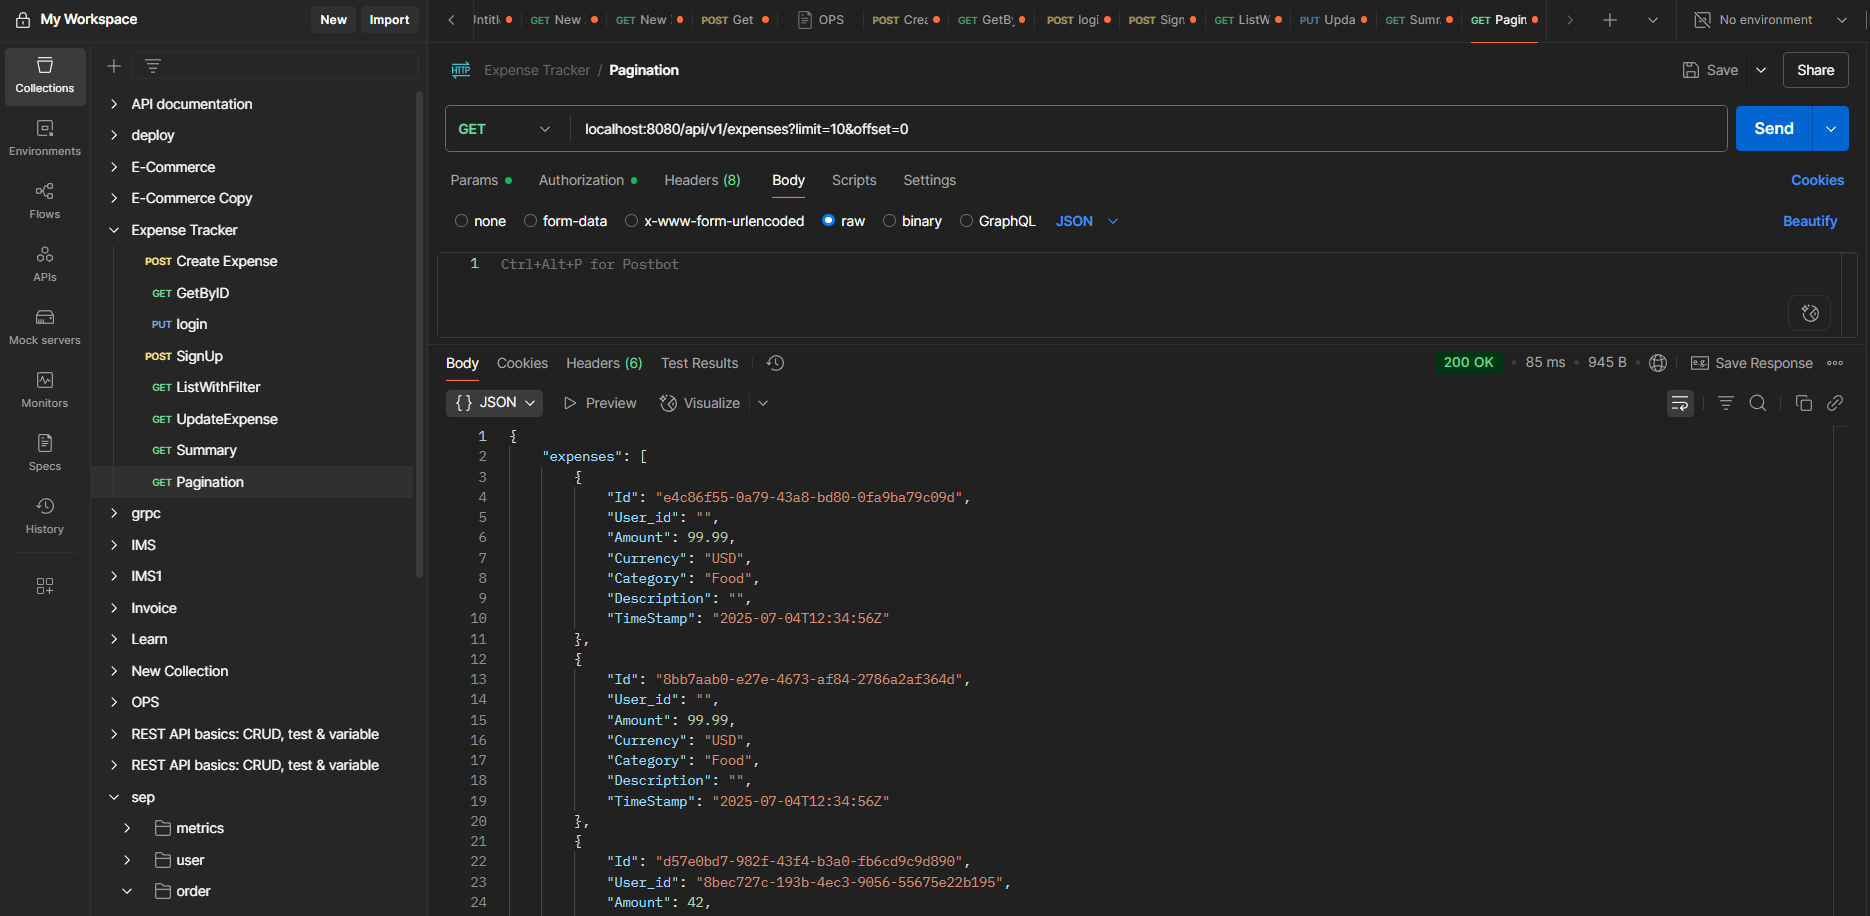 My Workspace
New
Import
Untitl
GET New
GET New
POST Get
OPS
POST Crea
GET GetBy
POST logi
POST Sign
GET ListW
PUT Upda
GET Sumn
GET Pagin
No environment
Collections
Environments
Flows
APIs
Mock servers
Monitors
Specs
History
API documentation
deploy
E-Commerce
E-Commerce Copy
Expense Tracker
POST Create Expense
GET GetByID
PUT login
POST SignUp
GET ListWithFilter
GET UpdateExpense
GET Summary
GET Pagination
grpc
IMS
IMS1
Invoice
Learn
New Collection
OPS
REST API basics: CRUD, test & variable
REST API basics: CRUD, test & variable
sep
metrics
user
order
HTTP Expense Tracker / Pagination
Save
Share
GET
localhost:8080/api/v1/expenses?limit=10&offset=0
Send
Params
Authorization
Headers (8)
Body
Scripts
Settings
Cookies
none
form-data
x-www-form-urlencoded
raw
binary
GraphQL
JSON
Beautify
1 Ctrl+Alt+P for Postbot
Body
Cookies
Headers (6)
Test Results
200 OK
85 ms
945 B
e.g. Save Response
{} JSON
Preview
Visualize
1 {
2 "expenses": [
3 {
4 "Id": "e4c86f55-0a79-43a8-bd80-0fa9ba79c09d",
5 "User_id": "",
6 "Amount": 99.99,
7 "Currency": "USD",
8 "Category": "Food",
9 "Description": "",
10 "TimeStamp": "2025-07-04T12:34:56Z"
11 },
12 {
13 "Id": "8bb7aab0-e27e-4673-af84-2786a2af364d",
14 "User_id": "",
15 "Amount": 99.99,
16 "Currency": "USD",
17 "Category": "Food",
18 "Description": "",
19 "TimeStamp": "2025-07-04T12:34:56Z"
20 },
21 {
22 "Id": "d57e0bd7-982f-43f4-b3a0-fb6cd9c9d890",
23 "User_id": "8bec727c-193b-4ec3-9056-55675e22b195",
24 "Amount": 42,